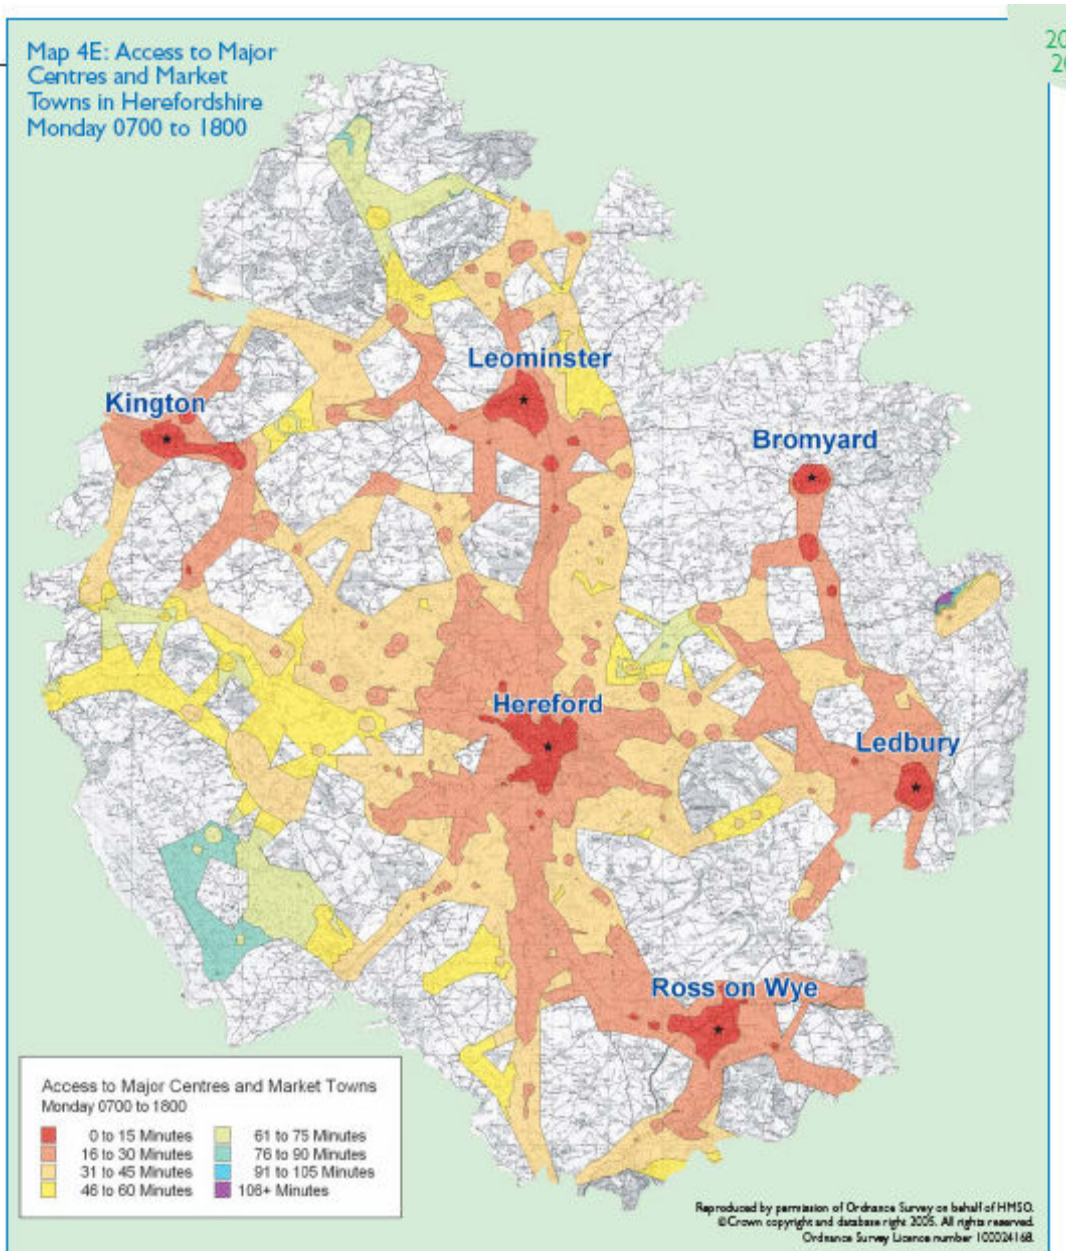 Map 4E: Access to Major
Centres and Market
Towns in Herefordshire
Monday 0700 to 1800
20
20
Leominster
Kington
Bromyard
Hereford
Ledbury
Ross on Wye
Access to Major Centres and Market Towns
Monday 0700 to 1800
0 to 15 Minutes
16 to 30 Minutes
31 to 45 Minutes
46 to 60 Minutes
61 to 75 Minutes
76 to 90 Minutes
91 to 105 Minutes
106+ Minutes
Reproduced by permission of Ordnance Survey on behalf of HMSO.
©Crown copyright and database right 2005. All rights reserved.
Ordnance Survey Licence number 100024168.